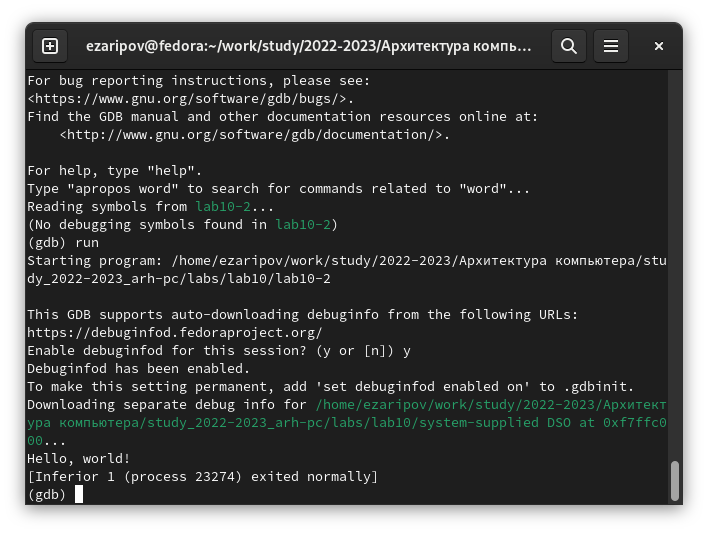 ezaripov@fedora:~/work/study/2022-2023/Архитектура компь...
For bug reporting instructions, please see:
<https://www.gnu.org/software/gdb/bugs/>.
Find the GDB manual and other documentation resources online at:
    <http://www.gnu.org/software/gdb/documentation/>.

For help, type "help".
Type "apropos word" to search for commands related to "word"...
Reading symbols from lab10-2...
(No debugging symbols found in lab10-2)
(gdb) run
Starting program: /home/ezaripov/work/study/2022-2023/Архитектура компьютера/stu
dy_2022-2023_arh-pc/labs/lab10/lab10-2

This GDB supports auto-downloading debuginfo from the following URLs:
https://debuginfod.fedoraproject.org/
Enable debuginfod for this session? (y or [n]) y
Debuginfod has been enabled.
To make this setting permanent, add 'set debuginfod enabled on' to .gdbinit.
Downloading separate debug info for /home/ezaripov/work/study/2022-2023/Архитект
ура компьютера/study_2022-2023_arh-pc/labs/lab10/system-supplied DSO at 0xf7ffc0
00...
Hello, world!
[Inferior 1 (process 23274) exited normally]
(gdb)